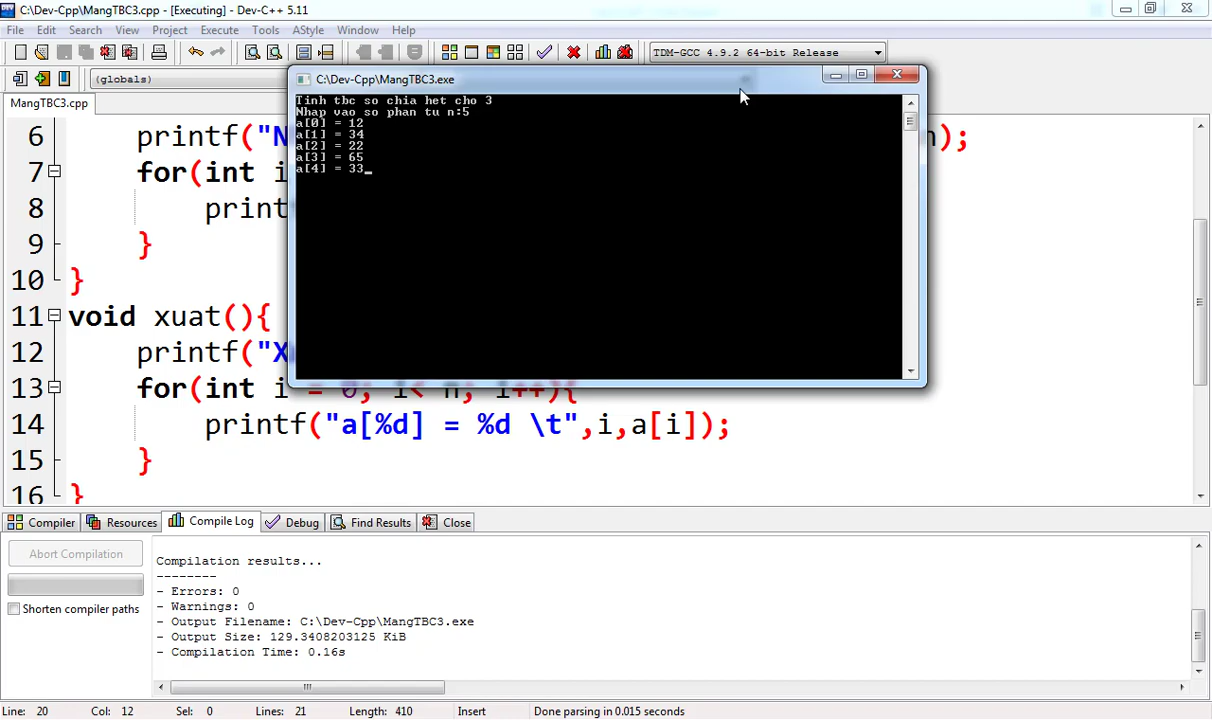 C:\Dev-Cpp\MangTBC3.cpp - [Executing] - Dev-C++ 5.11
File Edit Search View Project Execute Tools AStyle Window Help
TDM-GCC 4.9.2 64-bit Release
(globals)
MangTBC3.cpp
C:\Dev-Cpp\MangTBC3.exe
Tinh tbc so chia het cho 3
Nhap vao so phan tu n:5
a[0] = 12
a[1] = 34
a[2] = 22
a[3] = 65
a[4] = 33_
6 printf("N n);
7 for(int i
8 print
9 }
10 }
11 void xuat(){
12 printf("X
13 for(int i = 0; i< n; i++){
14 printf("a[%d] = %d \t",i,a[i]);
15 }
16 }
Compiler Resources Compile Log Debug Find Results Close
Abort Compilation
Shorten compiler paths
Compilation results...
--------
- Errors: 0
- Warnings: 0
- Output Filename: C:\Dev-Cpp\MangTBC3.exe
- Output Size: 129.3408203125 KiB
- Compilation Time: 0.16s
Line: 20 Col: 12 Sel: 0 Lines: 21 Length: 410 Insert Done parsing in 0.015 seconds